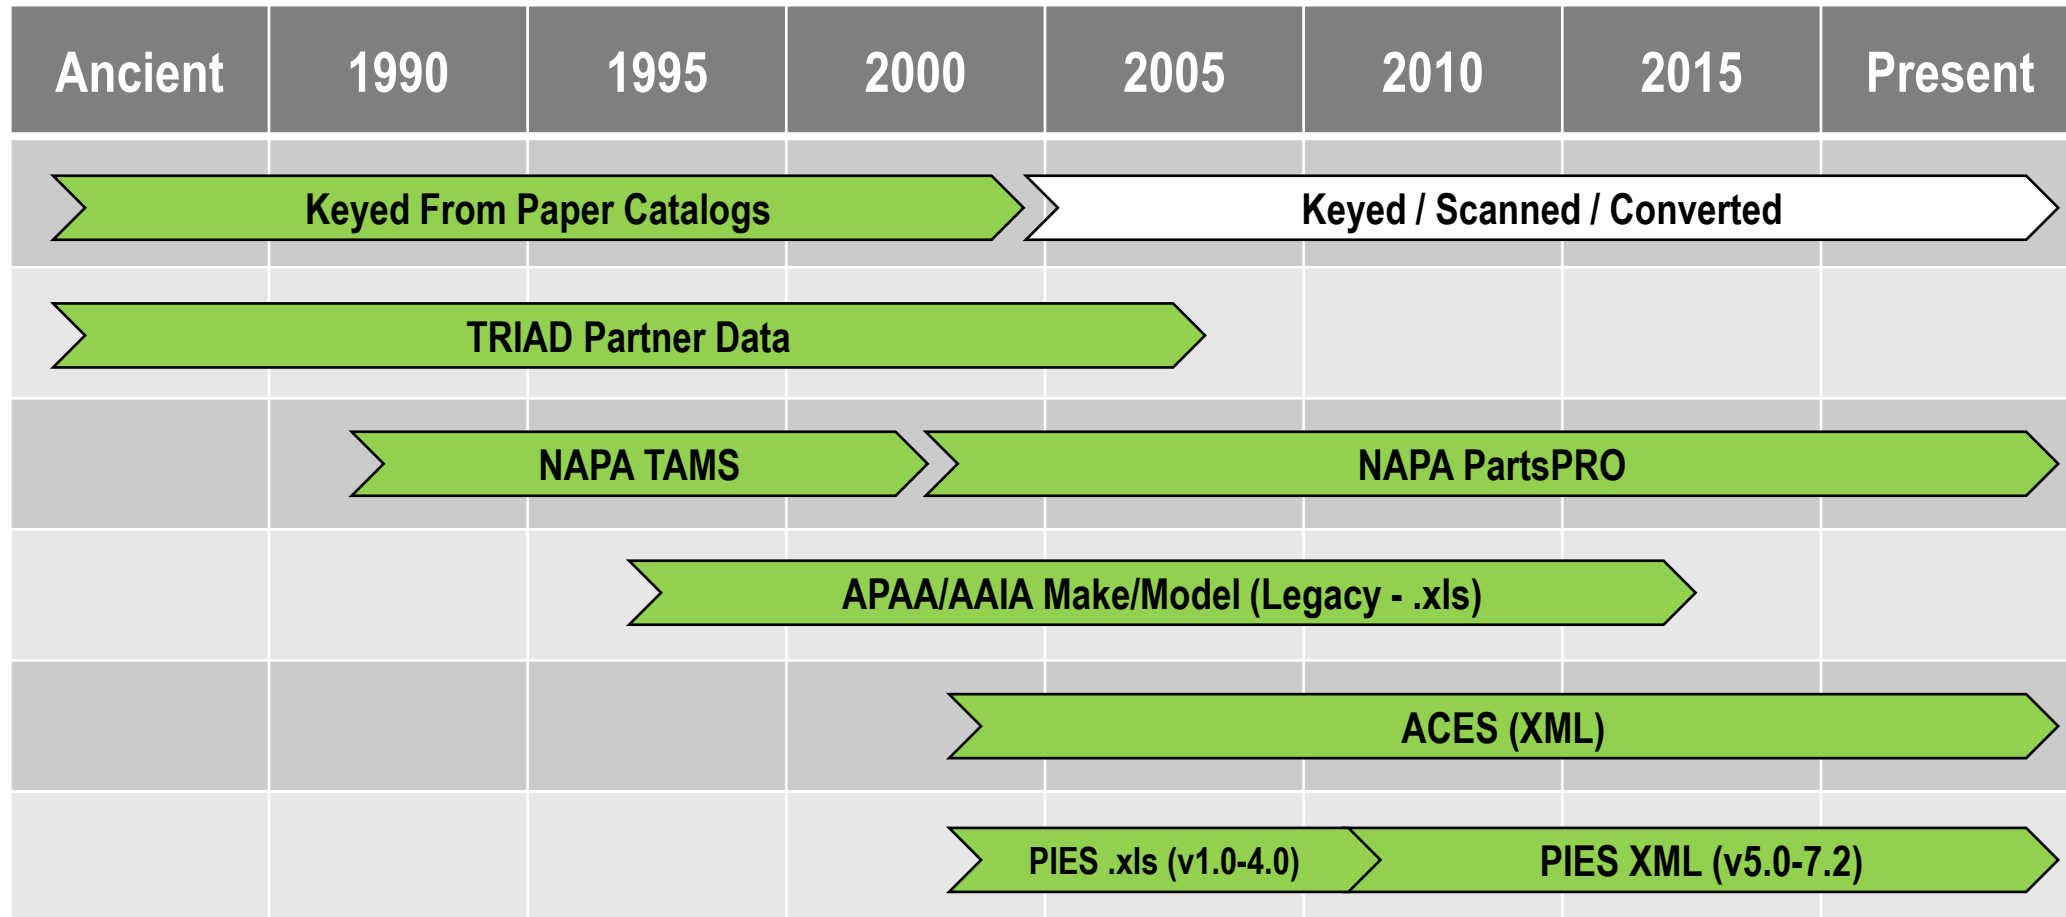 Ancient 1990 1995 2000 2005 2010 2015 Present
Keyed From Paper Catalogs
Keyed / Scanned / Converted
TRIAD Partner Data
NAPA TAMS
NAPA PartsPRO
APAA/AAIA Make/Model (Legacy - .xls)
ACES (XML)
PIES .xls (v1.0-4.0)
PIES XML (v5.0-7.2)